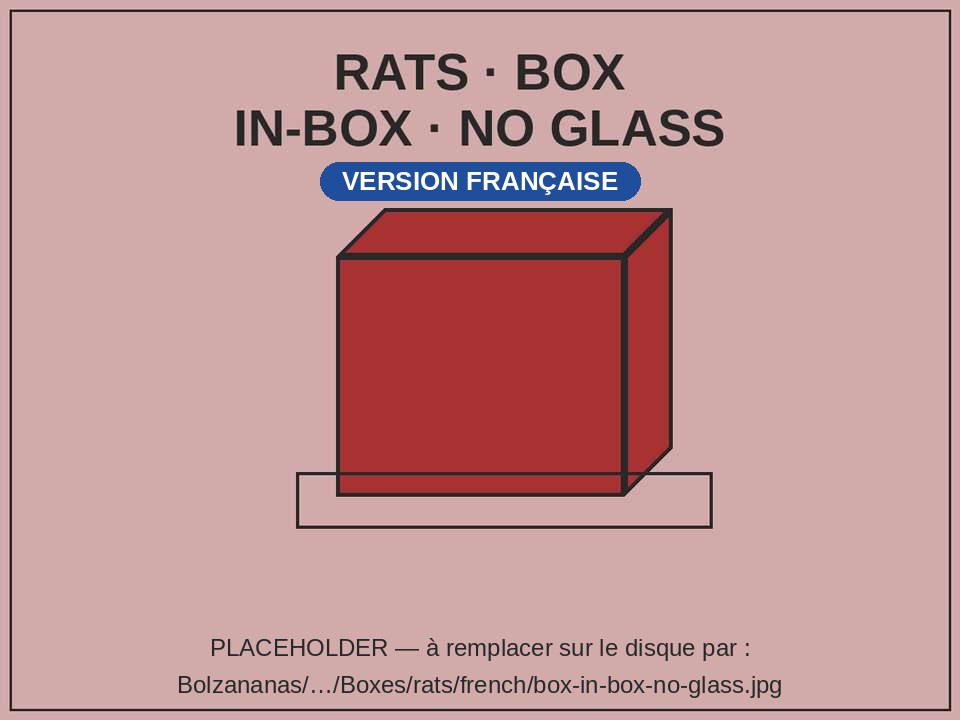 RATS · BOX
IN-BOX · NO GLASS
VERSION FRANÇAISE
PLACEHOLDER — à remplacer sur le disque par :
Bolzananas/…/Boxes/rats/french/box-in-box-no-glass.jpg